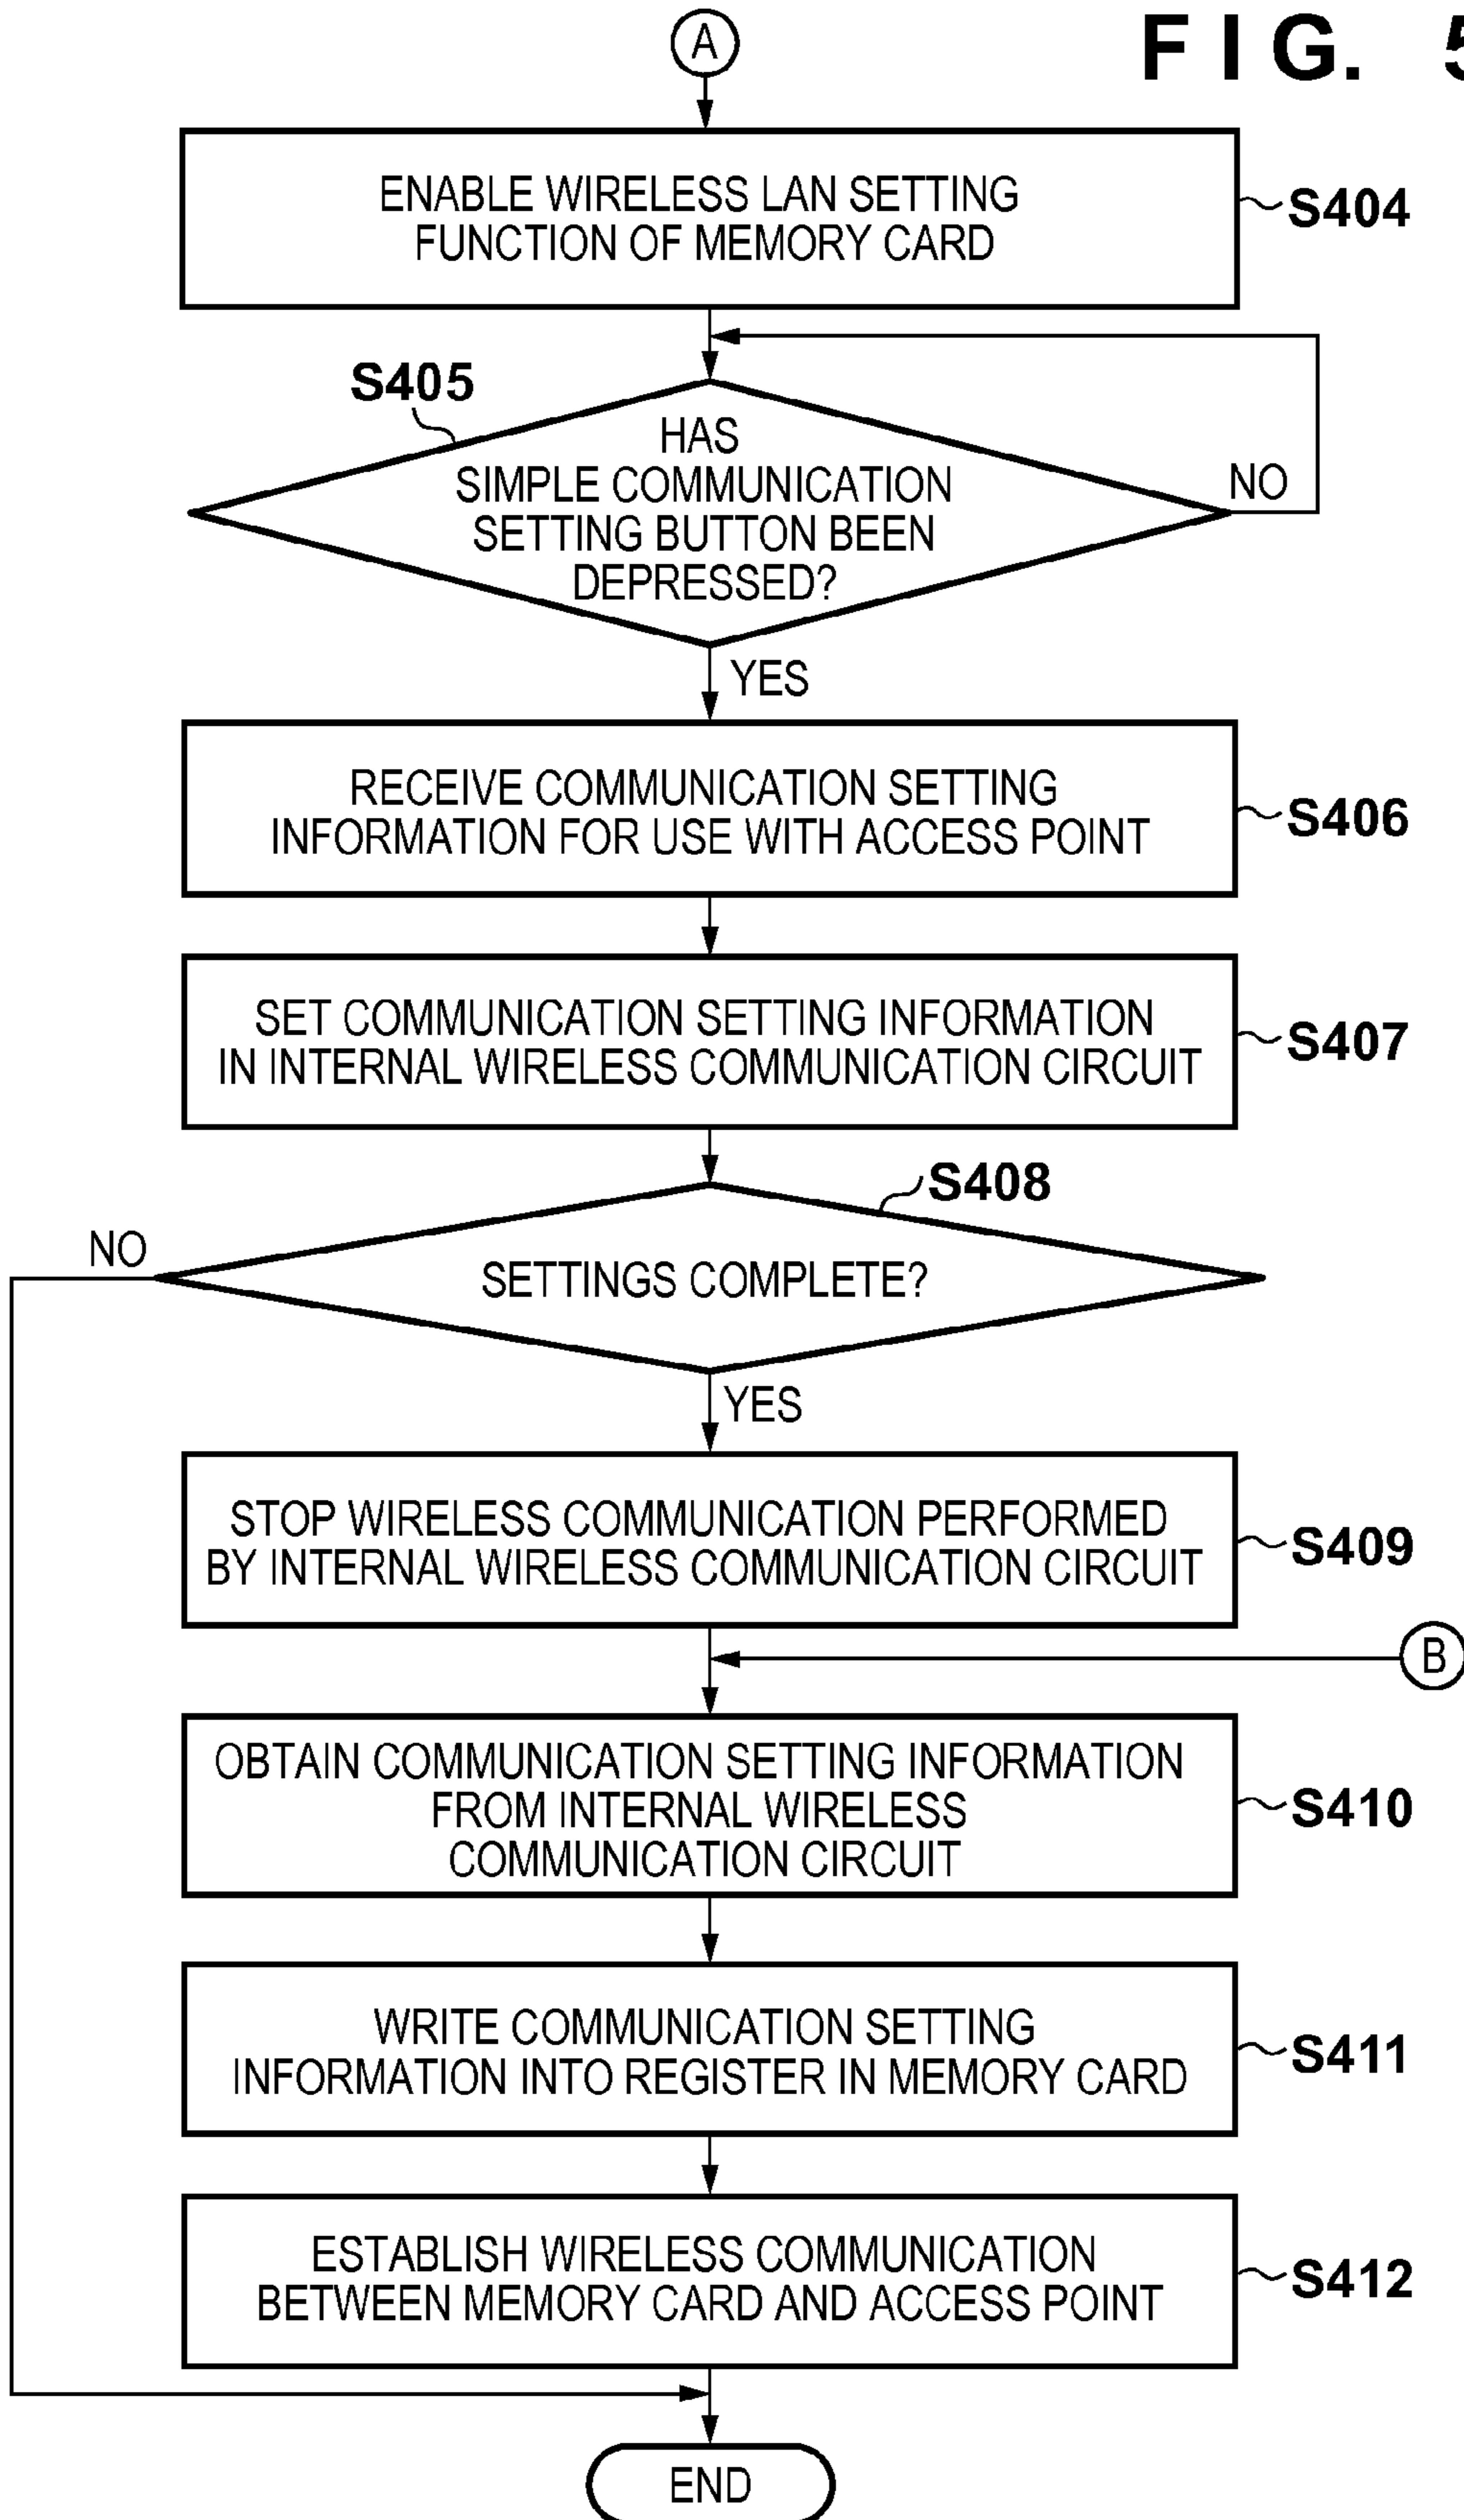 A
FIG. 5
ENABLE WIRELESS LAN SETTING
FUNCTION OF MEMORY CARD
S404
S405
HAS
SIMPLE COMMUNICATION
SETTING BUTTON BEEN
DEPRESSED?
NO
YES
RECEIVE COMMUNICATION SETTING
INFORMATION FOR USE WITH ACCESS POINT
S406
SET COMMUNICATION SETTING INFORMATION
IN INTERNAL WIRELESS COMMUNICATION CIRCUIT
S407
S408
NO
SETTINGS COMPLETE?
YES
STOP WIRELESS COMMUNICATION PERFORMED
BY INTERNAL WIRELESS COMMUNICATION CIRCUIT
S409
B
OBTAIN COMMUNICATION SETTING INFORMATION
FROM INTERNAL WIRELESS
COMMUNICATION CIRCUIT
S410
WRITE COMMUNICATION SETTING
INFORMATION INTO REGISTER IN MEMORY CARD
S411
ESTABLISH WIRELESS COMMUNICATION
BETWEEN MEMORY CARD AND ACCESS POINT
S412
END